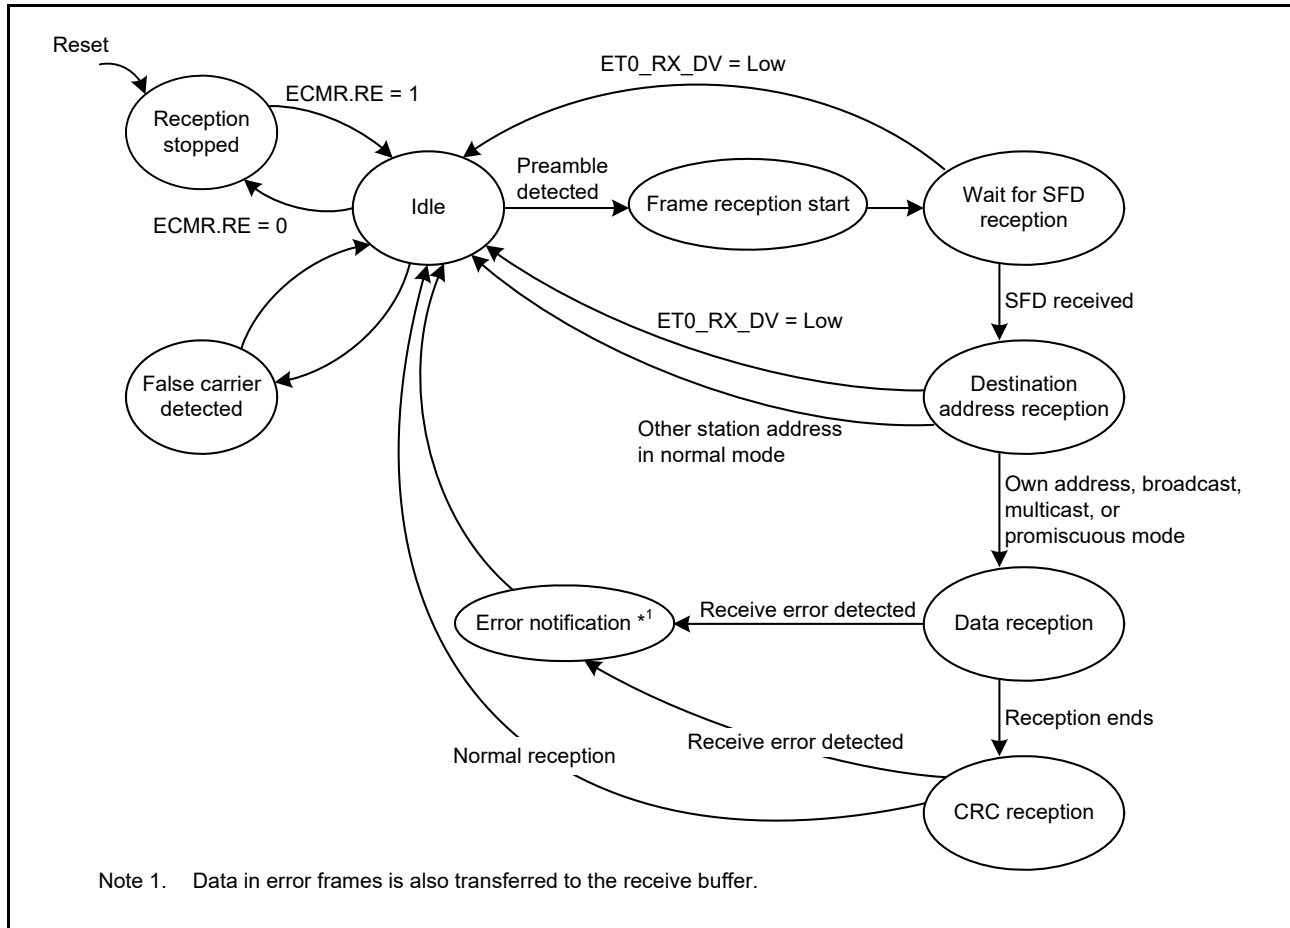 Reset
ET0_RX_DV = Low
ECMR.RE = 1
Reception
stopped
Preamble
detected
Idle
Frame reception start
Wait for SFD
reception
ECMR.RE = 0
SFD received
ET0_RX_DV = Low
False carrier
detected
Destination
address reception
Other station address
in normal mode
Own address, broadcast,
multicast, or
promiscuous mode
Error notification *1
Receive error detected
Data reception
Reception ends
Receive error detected
Normal reception
CRC reception
Note 1. Data in error frames is also transferred to the receive buffer.